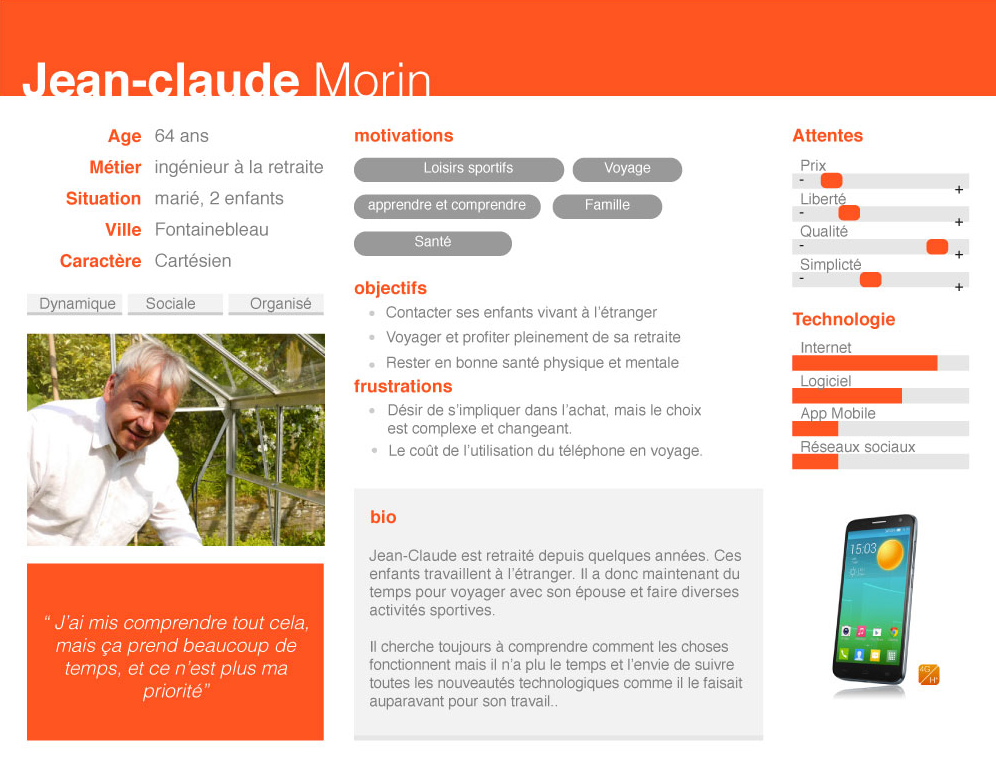 Jean-claude Morin
Age 64 ans
Métier ingénieur à la retraite
Situation marié, 2 enfants
Ville Fontainebleau
Caractère Cartésien
Dynamique Sociale Organisé
“ J’ai mis comprendre tout cela,
mais ça prend beaucoup de
temps, et ce n’est plus ma
priorité”
motivations
Loisirs sportifs Voyage
apprendre et comprendre Famille
Santé
objectifs
• Contacter ses enfants vivant à l’étranger
• Voyager et profiter pleinement de sa retraite
• Rester en bonne santé physique et mentale
frustrations
• Désir de s’impliquer dans l’achat, mais le choix
est complexe et changeant.
• Le coût de l’utilisation du téléphone en voyage.
bio
Jean-Claude est retraité depuis quelques années. Ces
enfants travaillent à l’étranger. Il a donc maintenant du
temps pour voyager avec son épouse et faire diverses
activités sportives.
Il cherche toujours à comprendre comment les choses
fonctionnent mais il n’a plu le temps et l’envie de suivre
toutes les nouveautés technologiques comme il le faisait
auparavant pour son travail..
Attentes
Prix
- +
Liberté
- +
Qualité
- +
Simplicté
- +
Technologie
Internet
Logiciel
App Mobile
Réseaux sociaux
15:03
4G
H+